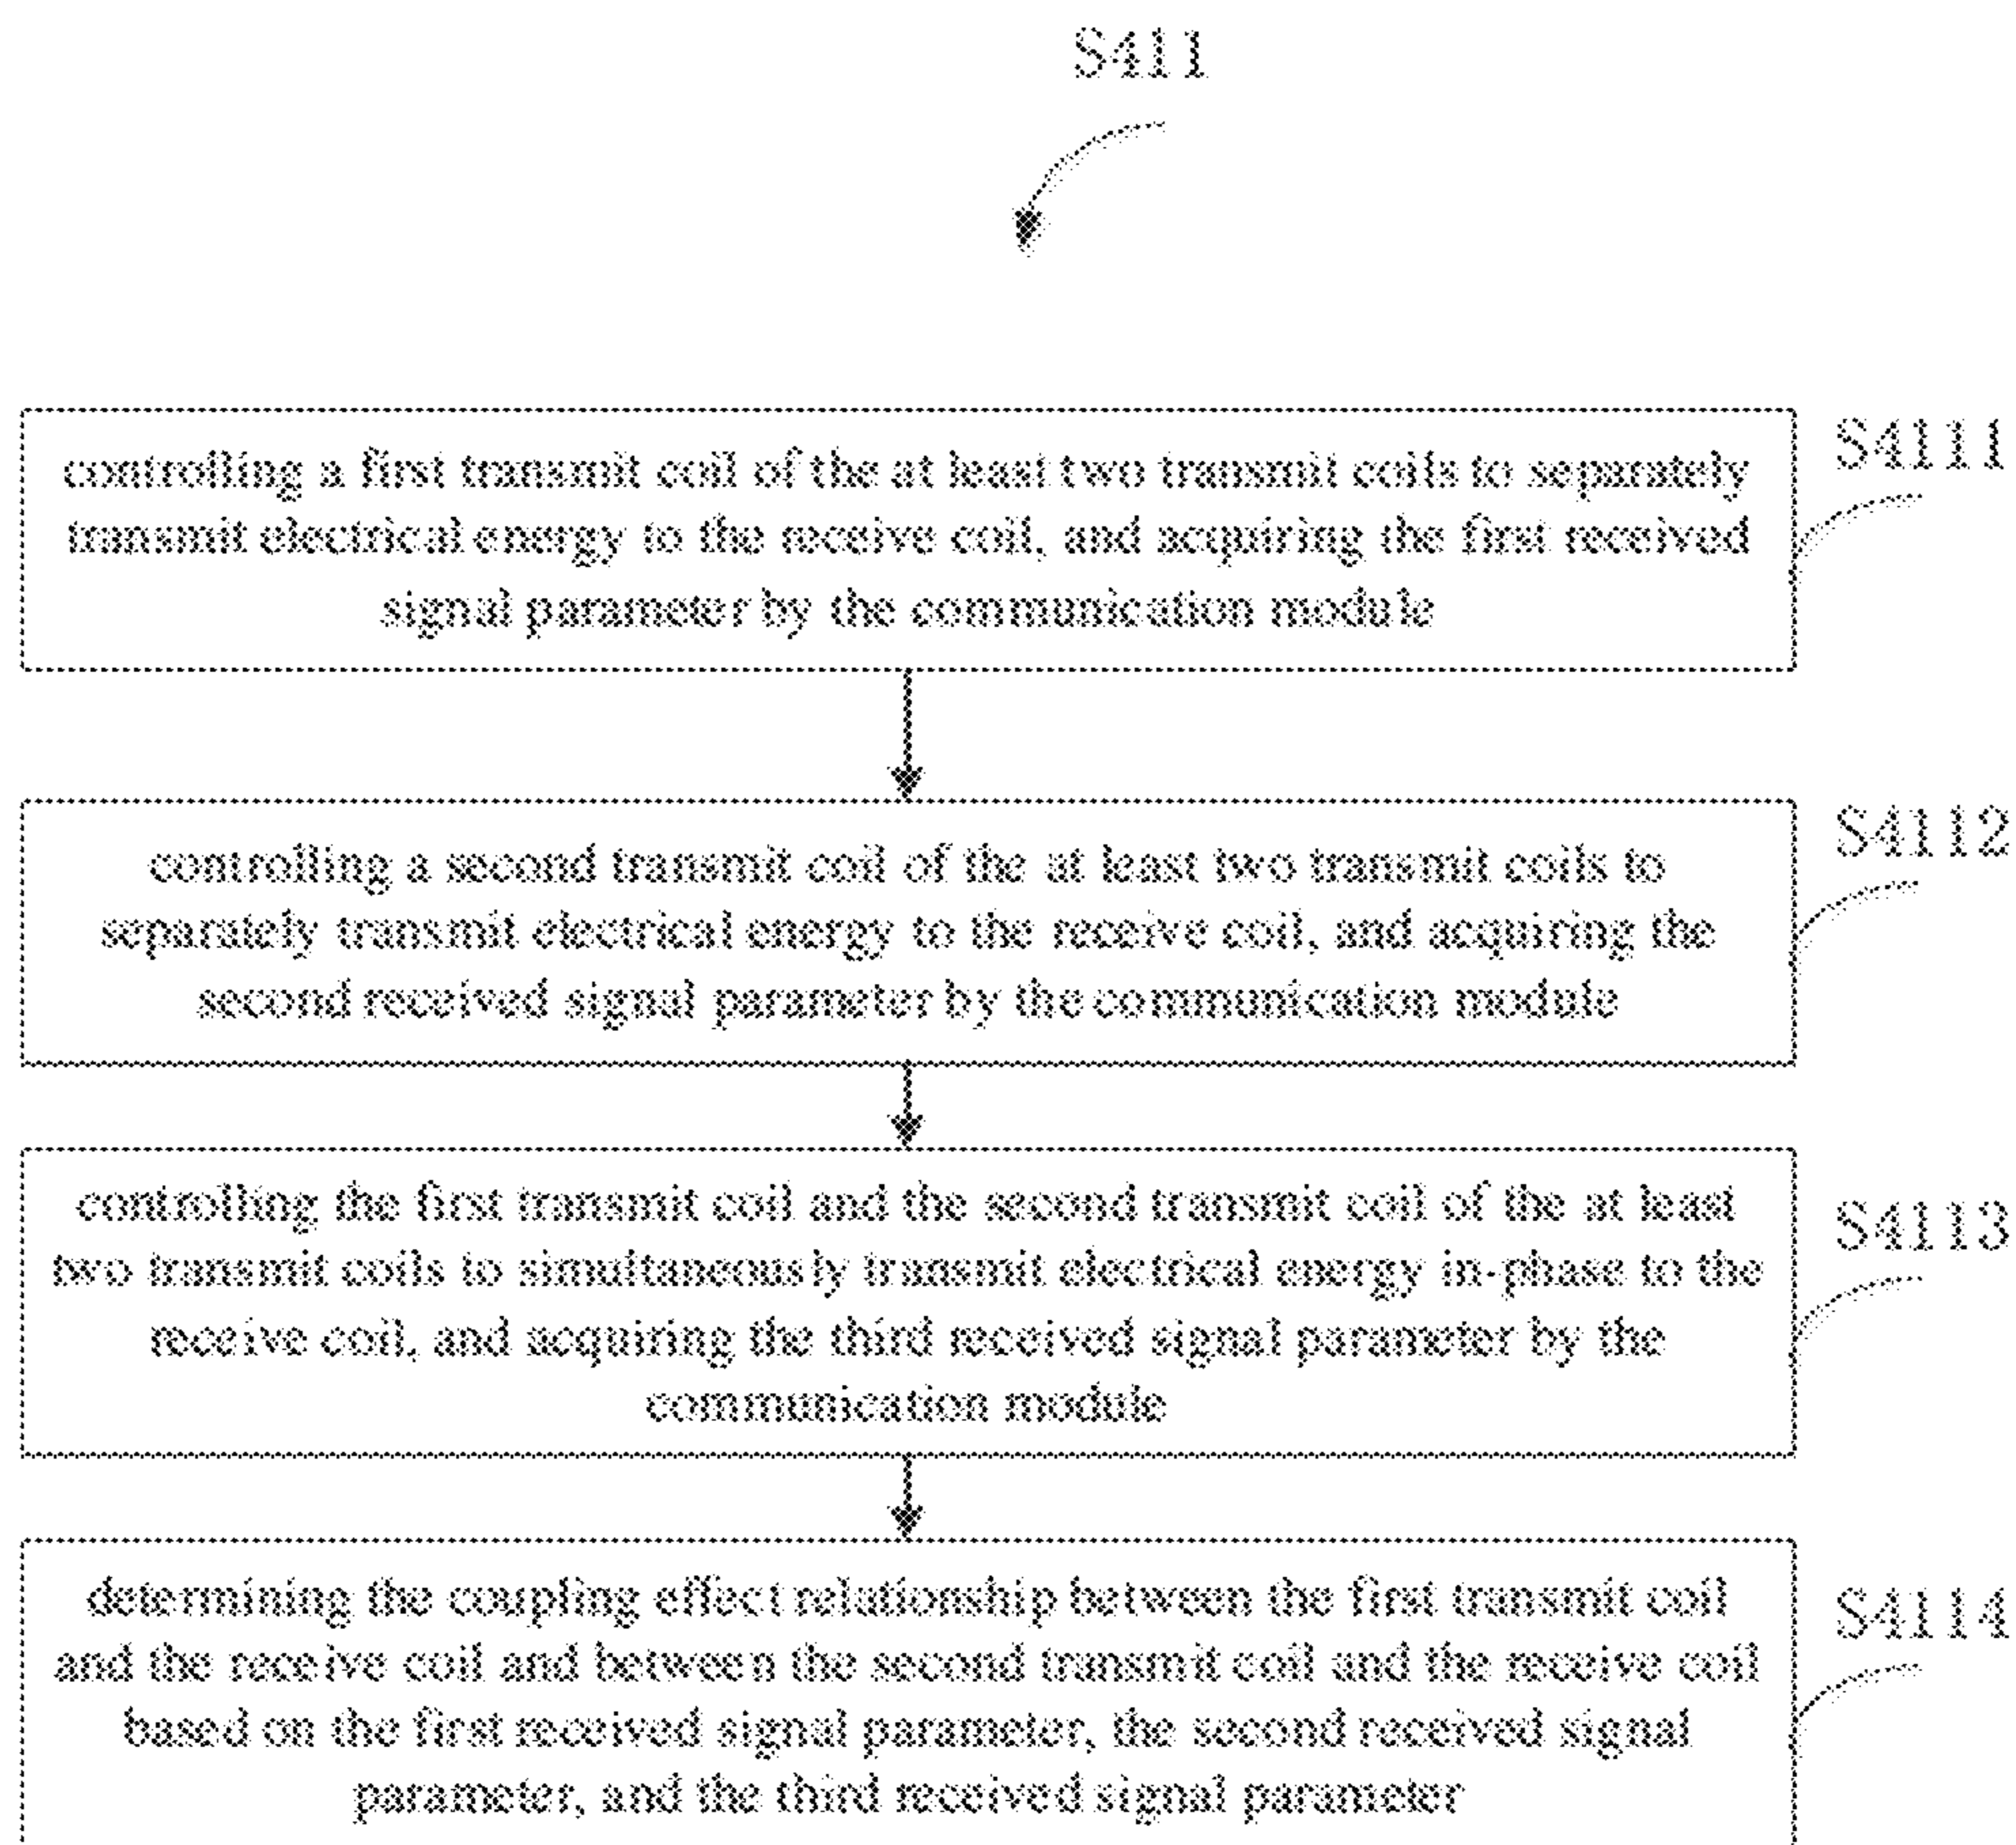 S411
controlling a first transmit coil of the at least two transmit coils to separately
S4111
transmit electrical energy to the receive coil, and acquiring the first received
signal parameter by the communication module
controlling a second transmit coil of the at least two transmit coils to
S4112
separately transmit electrical energy to the receive coil, and acquiring the
second received signal parameter by the communication module
controlling the first transmit coil and the second transmit coil of the at least
S4113
two transmit coils to simultaneously transmit electrical energy in-phase to the
receive coil, and acquiring the third received signal parameter by the
communication module
determining the coupling effect relationship between the first transmit coil
S4114
and the receive coil and between the second transmit coil and the receive coil
based on the first received signal parameter, the second received signal
parameter, and the third received signal parameter